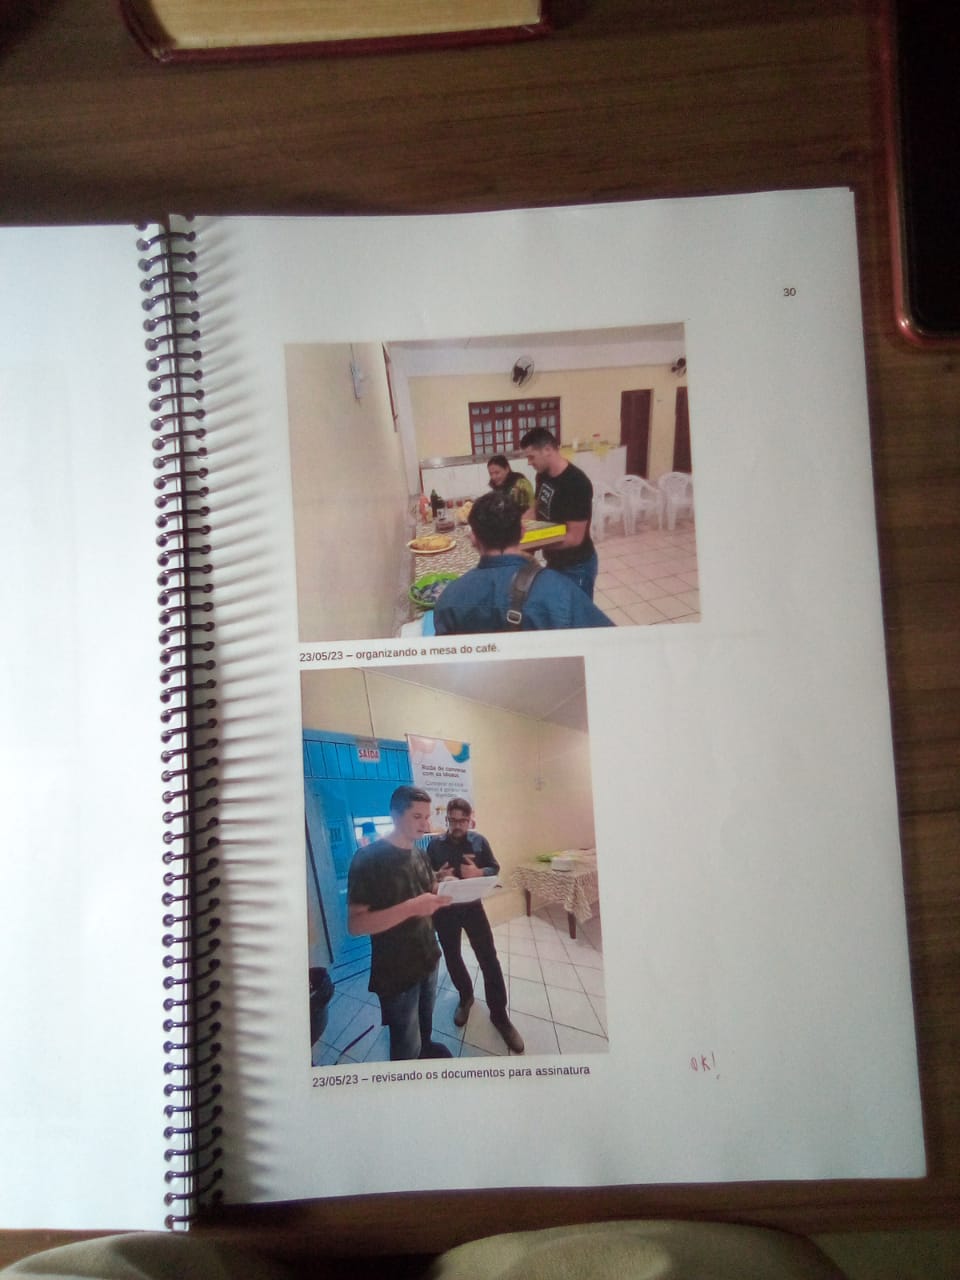 30
23/05/23 – organizando a mesa do café.
SAÍDA
Roda de conversa
com os idosos
23/05/23 – revisando os documentos para assinatura
OK!